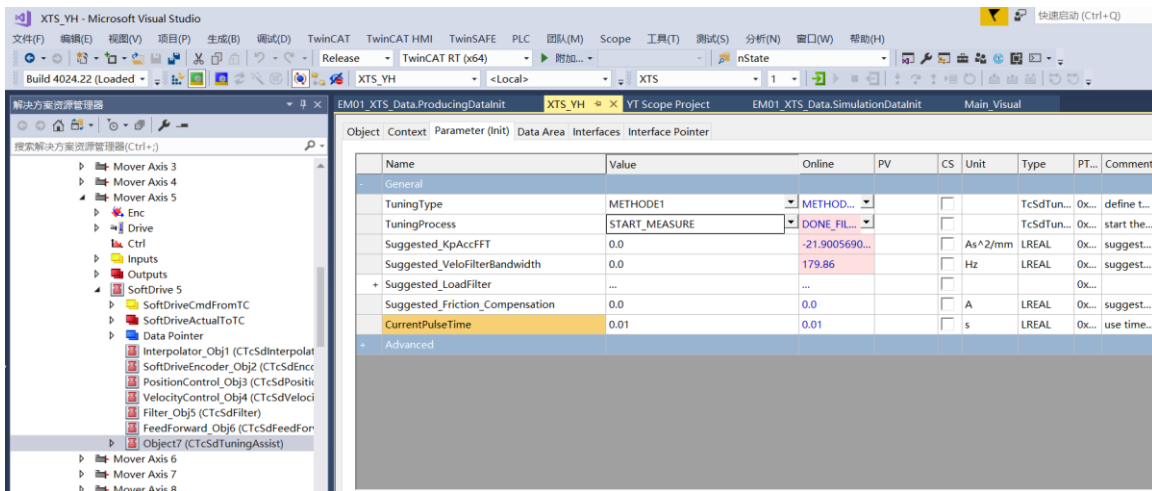 XTS_YH - Microsoft Visual Studio
快速启动 (Ctrl+Q)
文件(F) 编辑(E) 视图(V) 项目(P) 生成(B) 调试(D) TwinCAT TwinCAT HMI TwinSAFE PLC 团队(M) Scope 工具(T) 测试(S) 分析(N) 窗口(W) 帮助(H)
Release TwinCAT RT (x64) 附加... nState
Build 4024.22 (Loaded XTS_YH <Local> XTS 1
解决方案资源管理器
EM01_XTS_Data.ProducingDataInit XTS_YH YT Scope Project EM01_XTS_Data.SimulationDataInit Main_Visual
搜索解决方案资源管理器(Ctrl+;)
Object Context Parameter (Init) Data Area Interfaces Interface Pointer
Mover Axis 3
Mover Axis 4
Mover Axis 5
Enc
Drive
Ctrl
Inputs
Outputs
SoftDrive 5
SoftDriveCmdFromTC
SoftDriveActualToTC
Data Pointer
Interpolator_Obj1 (CTcSdInterpolat
SoftDriveEncoder_Obj2 (CTcSdEnco
PositionControl_Obj3 (CTcSdPositio
VelocityControl_Obj4 (CTcSdVeloci
Filter_Obj5 (CTcSdFilter)
FeedForward_Obj6 (CTcSdFeedFor
Object7 (CTcSdTuningAssist)
Mover Axis 6
Mover Axis 7
Mover Axis 8
Name Value Online PV CS Unit Type PT... Comment
- General
TuningType METHODE1 METHOD... TcSdTun... 0x... define t...
TuningProcess START_MEASURE DONE_FIL... TcSdTun... 0x... start the...
Suggested_KpAccFFT 0.0 -21.9005690... As^2/mm LREAL 0x... suggest...
Suggested_VeloFilterBandwidth 0.0 179.86 Hz LREAL 0x... suggest...
+ Suggested_LoadFilter ... ... 0x...
Suggested_Friction_Compensation 0.0 0.0 A LREAL 0x... suggest...
CurrentPulseTime 0.01 0.01 s LREAL 0x... use time...
+ Advanced